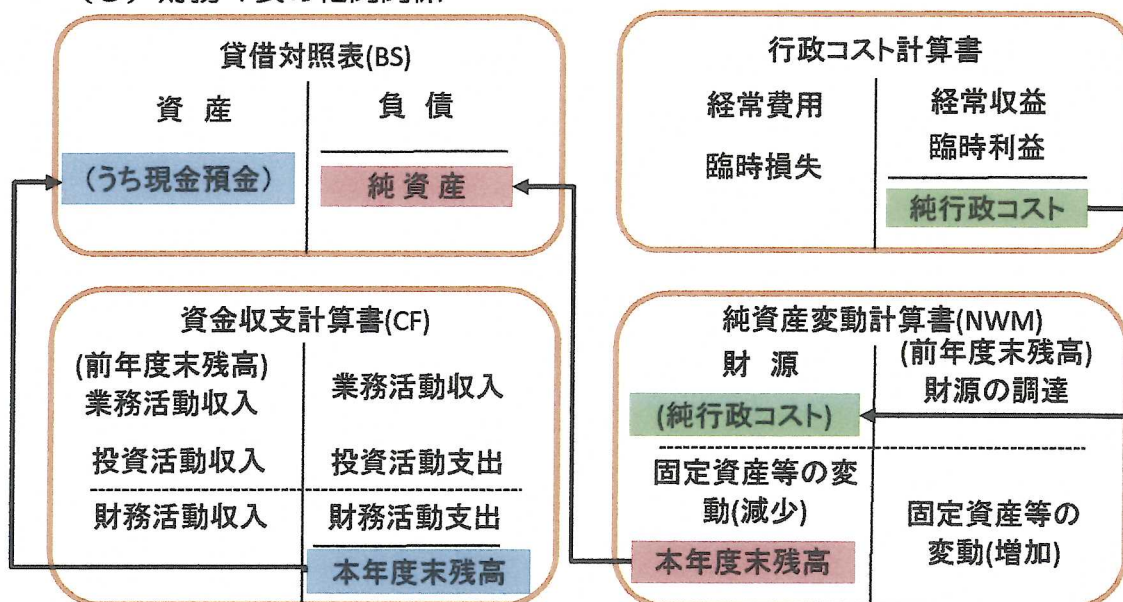 貸借対照表(BS)
資 産
負 債
(うち現金預金)
純 資 産
行政コスト計算書
経常費用
経常収益
臨時損失
臨時利益
純行政コスト
資金収支計算書(CF)
(前年度末残高)
業務活動収入
業務活動収入
投資活動収入
投資活動支出
財務活動収入
財務活動支出
本年度末残高
純資産変動計算書(NWM)
財 源
(純行政コスト)
(前年度末残高)
財源の調達
固定資産等の変
動(減少)
固定資産等の
変動(増加)
本年度末残高